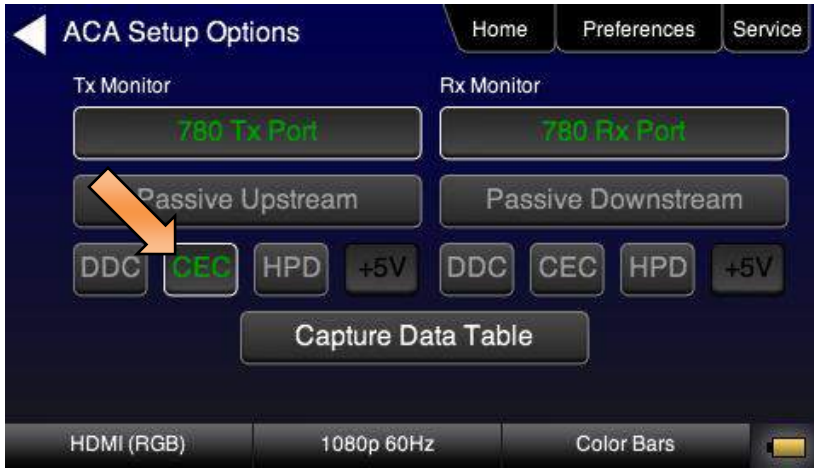 ACA Setup Options
Home
Preferences
Service
Tx Monitor
Rx Monitor
780 Tx Port
780 Rx Port
Passive Upstream
Passive Downstream
DDC
CEC
HPD
+5V
DDC
CEC
HPD
+5V
Capture Data Table
HDMI (RGB)
1080p 60Hz
Color Bars